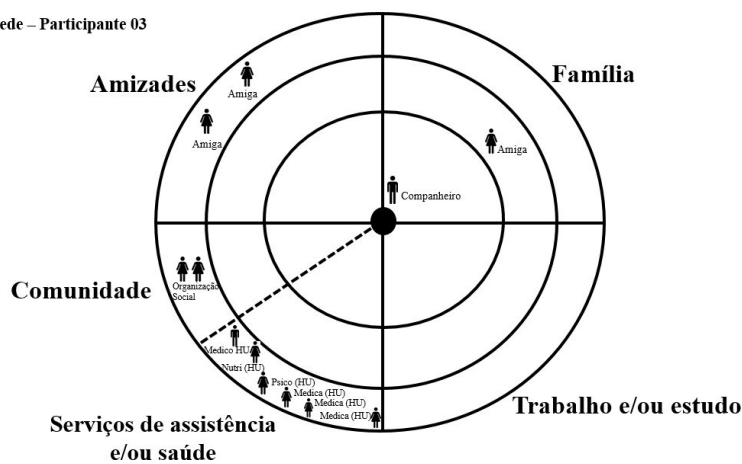 ede – Participante 03
Amizades
Família
Amiga
Amiga
Amiga
Companheiro
Comunidade
Organização
Social
Medico HU
Nutri (HU)
Psico (HU)
Medica (HU)
Medica (HU)
Medica (HU)
Serviços de assistência
e/ou saúde
Trabalho e/ou estudo